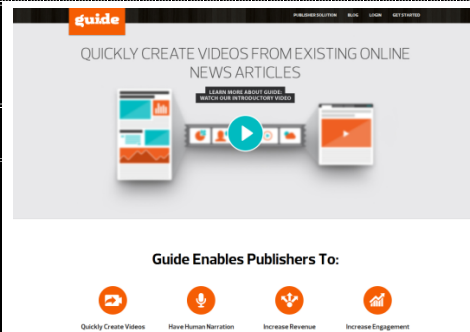 guide
PUBLISHER SOLUTION BLOG LOGIN GET STARTED
QUICKLY CREATE VIDEOS FROM EXISTING ONLINE
NEWS ARTICLES
LEARN MORE ABOUT GUIDE:
WATCH OUR INTRODUCTORY VIDEO
Guide Enables Publishers To:
Quickly Create Videos Have Human Narration Increase Revenue Increase Engagement